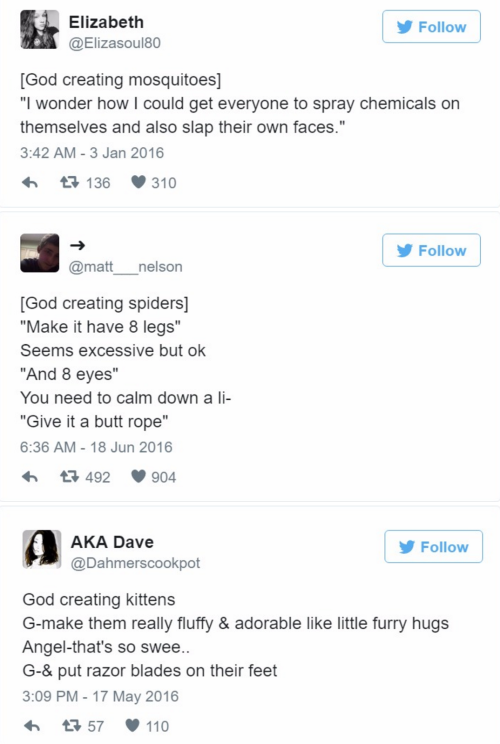 Elizabeth
Follow
@Elizasoul80
[God creating mosquitoes]
"I wonder how I could get everyone to spray chemicals on
themselves and also slap their own faces."
3:42 AM - 3 Jan 2016
136 310
→
Follow
@matt___nelson
[God creating spiders]
"Make it have 8 legs"
Seems excessive but ok
"And 8 eyes"
You need to calm down a li-
"Give it a butt rope"
6:36 AM - 18 Jun 2016
492 904
AKA Dave
Follow
@Dahmerscookpot
God creating kittens
G-make them really fluffy & adorable like little furry hugs
Angel-that's so swee..
G-& put razor blades on their feet
3:09 PM - 17 May 2016
57 110